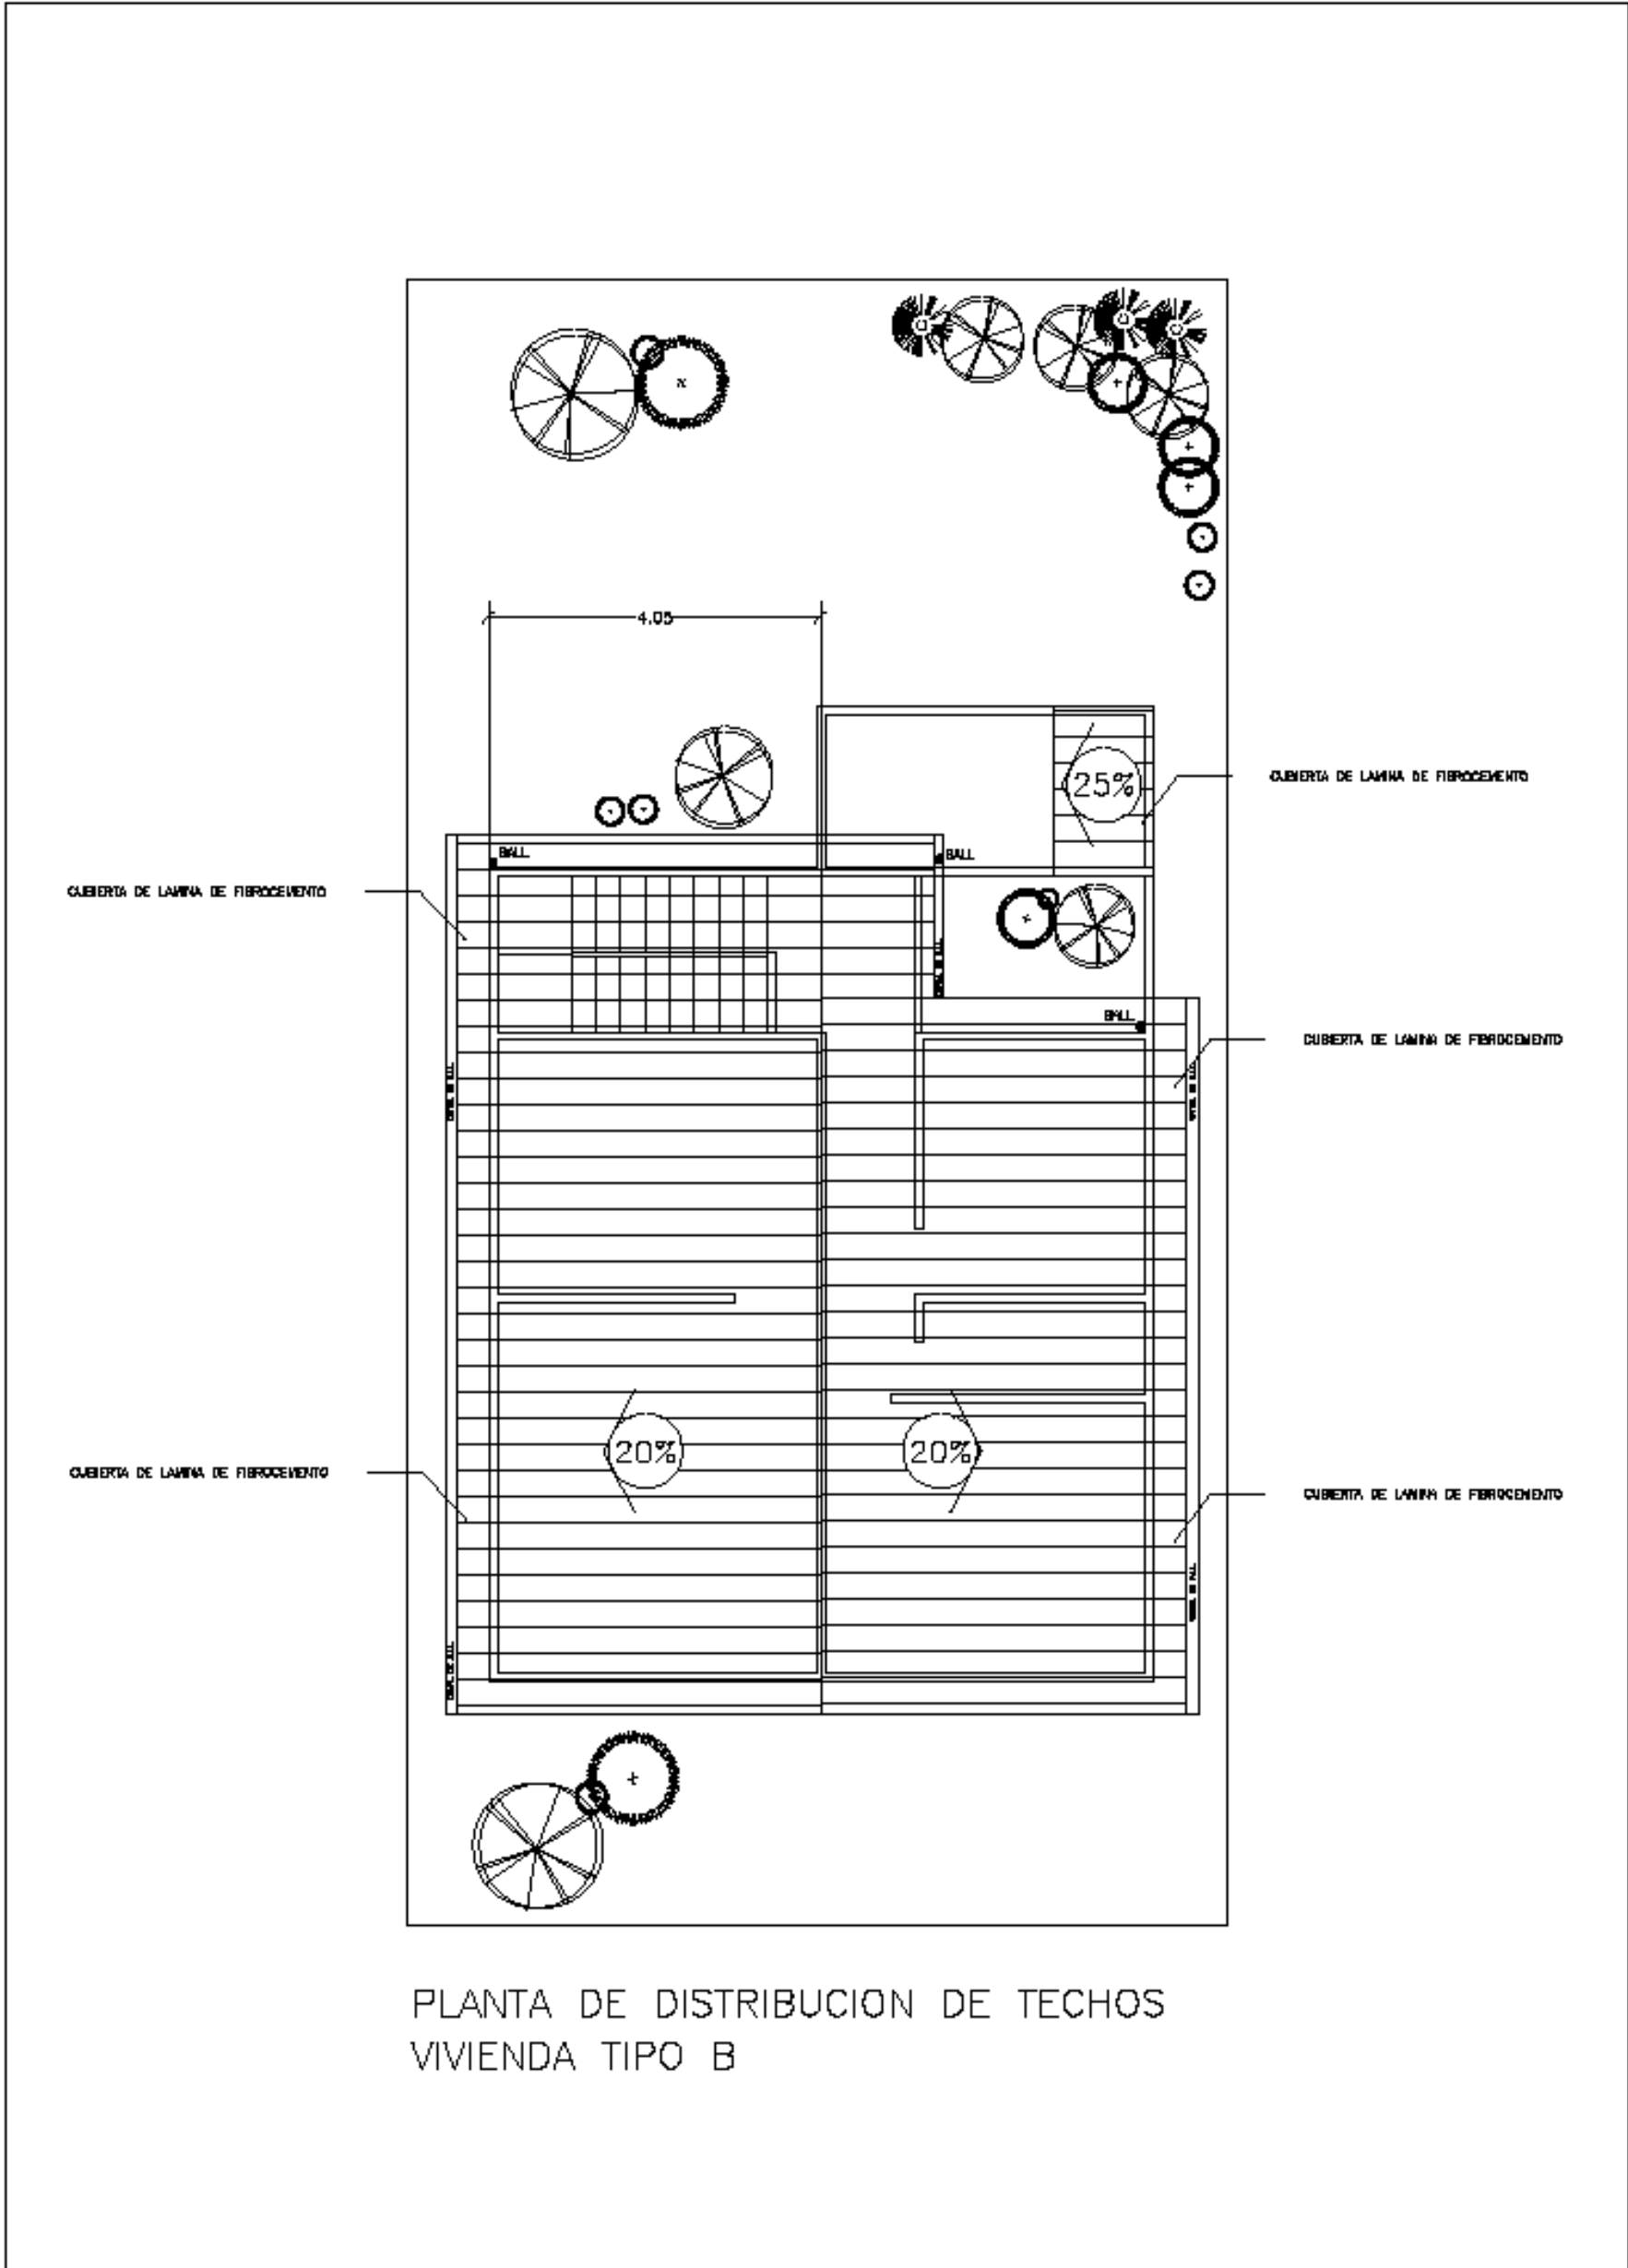 4.05
25%
CUBIERTA DE LAMINA DE FIBROCEMENTO
BALL
BALL
CUBIERTA DE LAMINA DE FIBROCEMENTO
BALL
CUBIERTA DE LAMINA DE FIBROCEMENTO
20%
20%
CUBIERTA DE LAMINA DE FIBROCEMENTO
CUBIERTA DE LAMINA DE FIBROCEMENTO
PLANTA DE DISTRIBUCION DE TECHOS
VIVIENDA TIPO B